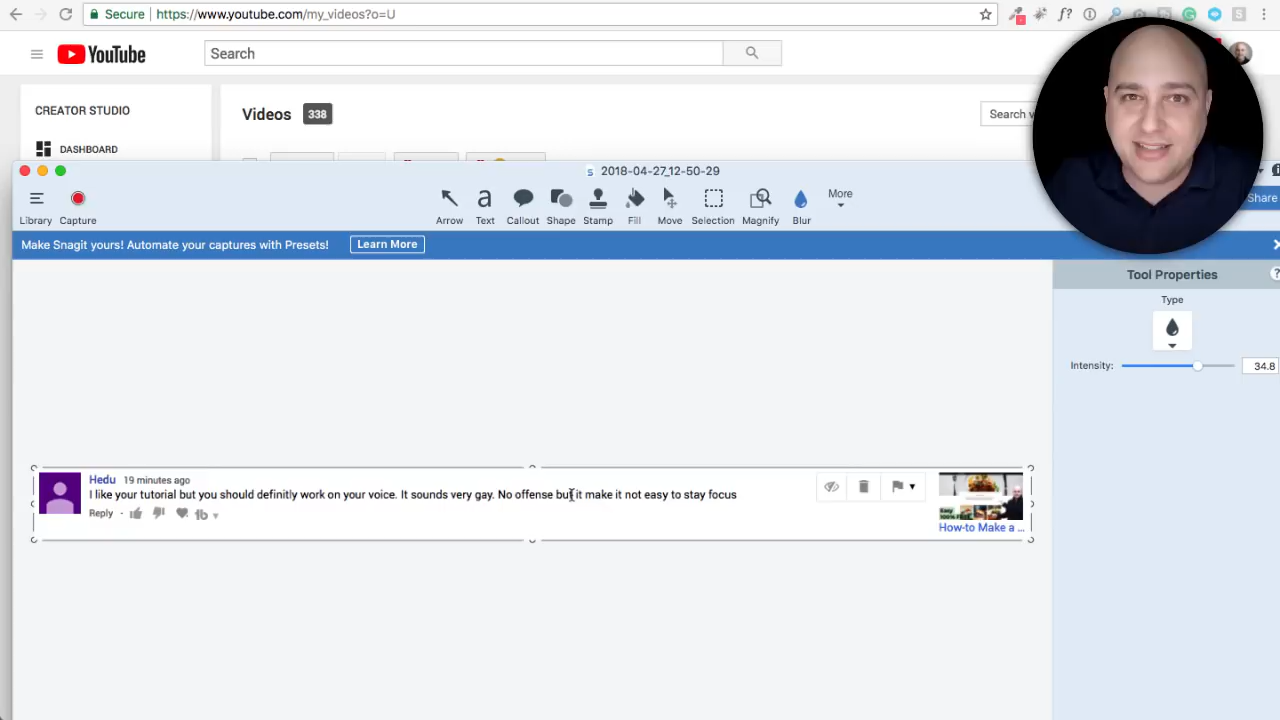 Secure
https://www.youtube.com/my_videos?o=U
YouTube
Search
CREATOR STUDIO
DASHBOARD
Videos 338
Search
2018-04-27_12-50-29
Library
Capture
Arrow
Text
Callout
Shape
Stamp
Fill
Move
Selection
Magnify
Blur
More
Share
Make Snagit yours! Automate your captures with Presets!
Learn More
Tool Properties
Type
Intensity:
34.8
Hedu 19 minutes ago
I like your tutorial but you should definitly work on your voice. It sounds very gay. No offense but it make it not easy to stay focus
Reply
Easy
100% FREE
How-to Make a ...